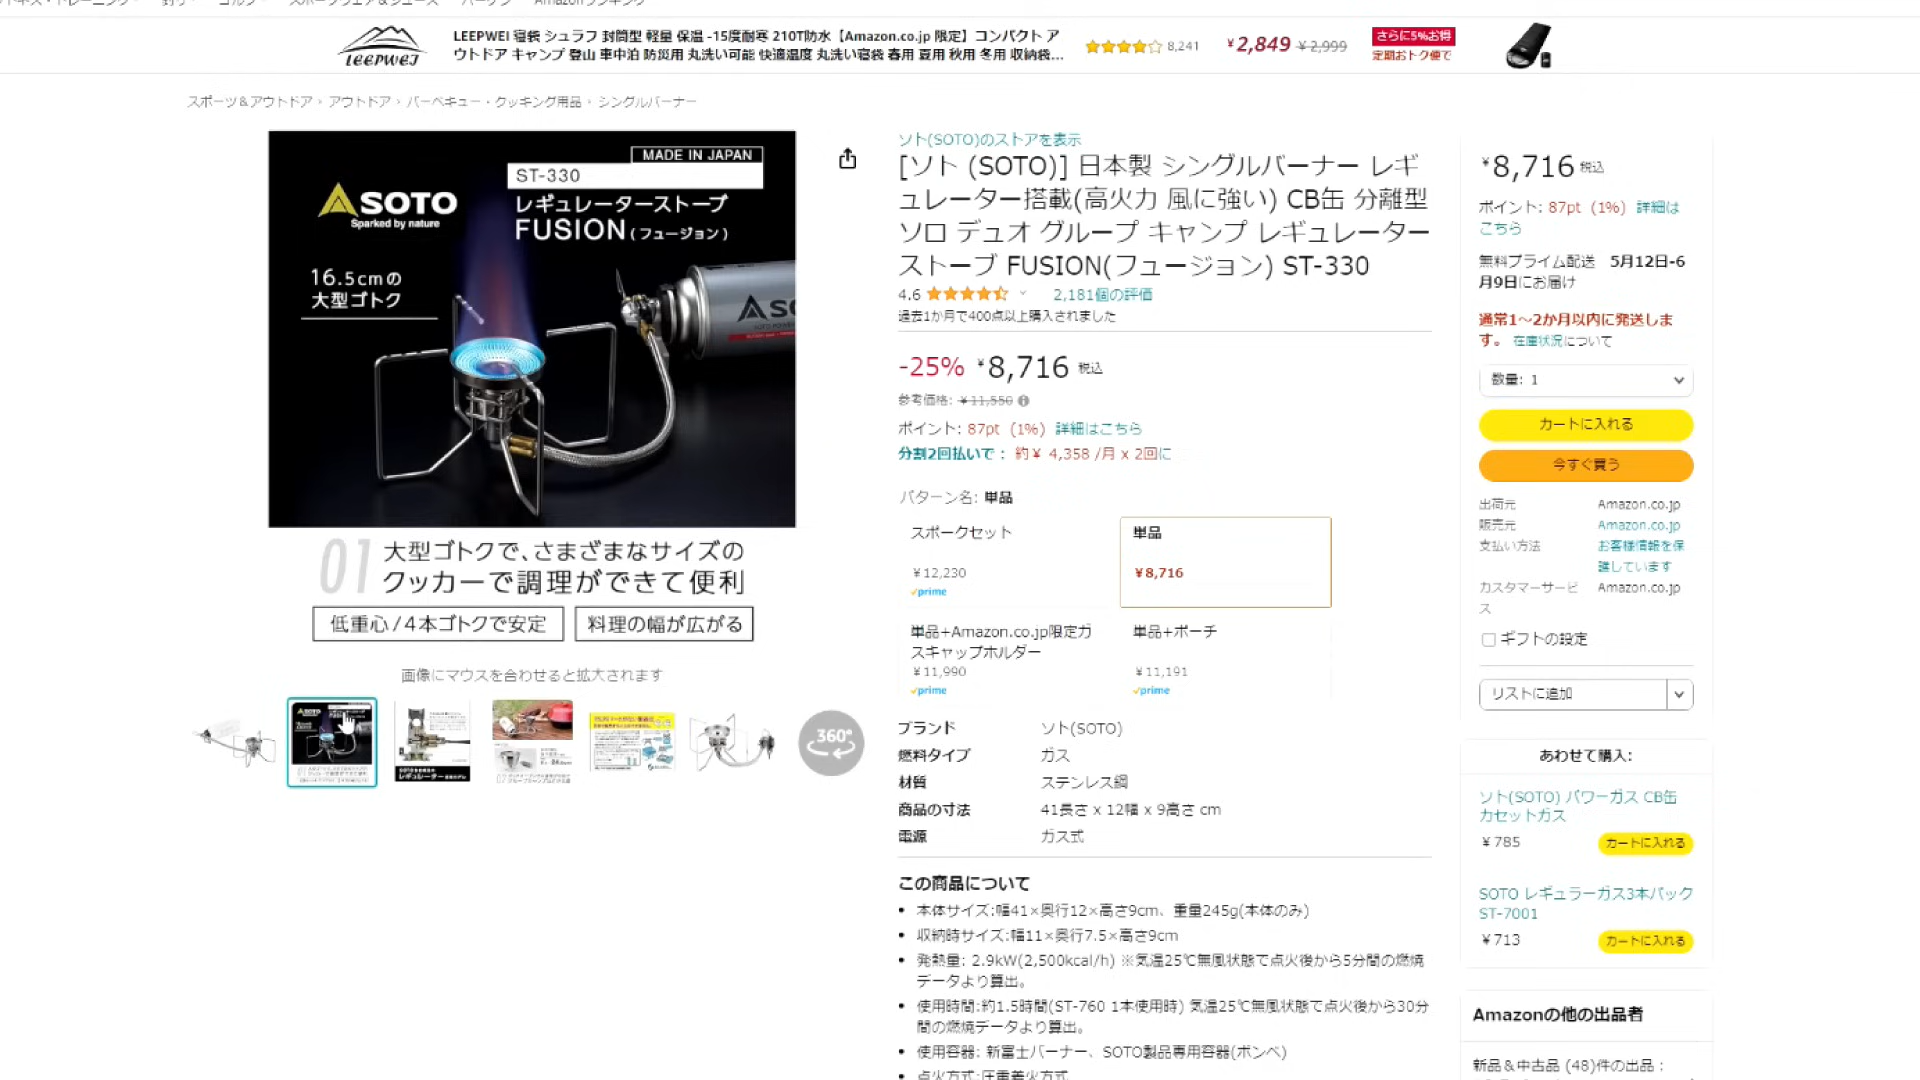 LEEPWEI
LEEPWEI 寝袋 シュラフ 封筒型 軽量 保温 -15度耐寒 210T防水【Amazon.co.jp 限定】コンパクト ア
ウトドア キャンプ 登山 車中泊 防災用 丸洗い可能 快適温度 丸洗い寝袋 春用 夏用 秋用 冬用 収納袋...
8,241
¥2,849 ¥2,999
さらに5%お得
定期おトク便で
スポーツ&アウトドア › アウトドア › バーベキュー・クッキング用品 › シングルバーナー
MADE IN JAPAN
ST-330
SOTO
Sparked by nature
レギュレーターストーブ
FUSION(フュージョン)
16.5cmの
大型ゴトク
01 大型ゴトクで、さまざまなサイズの
クッカーで調理ができて便利
低重心/4本ゴトクで安定
料理の幅が広がる
画像にマウスを合わせると拡大されます
360°
ソト(SOTO)のストアを表示
[ソト (SOTO)] 日本製 シングルバーナー レギ
ュレーター搭載(高火力 風に強い) CB缶 分離型
ソロ デュオ グループ キャンプ レギュレーター
ストーブ FUSION(フュージョン) ST-330
4.6 2,181個の評価
過去1か月で400点以上購入されました
-25% ¥8,716 税込
参考価格: ¥11,550
ポイント: 87pt (1%) 詳細はこちら
分割2回払いで： 約¥ 4,358 /月 x 2回に
パターン名: 単品
スポークセット
¥12,230
prime
単品
¥8,716
単品+Amazon.co.jp限定ガ
スキャップホルダー
¥11,990
prime
単品+ポーチ
¥11,191
prime
ブランド ソト(SOTO)
燃料タイプ ガス
材質 ステンレス鋼
商品の寸法 41長さ x 12幅 x 9高さ cm
電源 ガス式
この商品について
• 本体サイズ:幅41×奥行12×高さ9cm、重量245g(本体のみ)
• 収納時サイズ:幅11×奥行7.5×高さ9cm
• 発熱量: 2.9kW(2,500kcal/h) ※気温25℃無風状態で点火後から5分間の燃焼
データより算出。
• 使用時間:約1.5時間(ST-760 1本使用時) 気温25℃無風状態で点火後から30分
間の燃焼データより算出。
• 使用容器: 新富士バーナー、SOTO製品専用容器(ボンベ)
• 点火方式:圧電着火方式
¥8,716 税込
ポイント: 87pt (1%) 詳細は
こちら
無料プライム配送 5月12日-6
月9日にお届け
通常1～2か月以内に発送しま
す。 在庫状況について
数量: 1
カートに入れる
今すぐ買う
出荷元 Amazon.co.jp
販売元 Amazon.co.jp
支払い方法 お客様情報を保
護しています
カスタマーサービ Amazon.co.jp
ス
ギフトの設定
リストに追加
あわせて購入:
ソト(SOTO) パワーガス CB缶
カセットガス
¥785 カートに入れる
SOTO レギュラーガス3本パック
ST-7001
¥713 カートに入れる
Amazonの他の出品者
新品＆中古品 (48)件の出品：